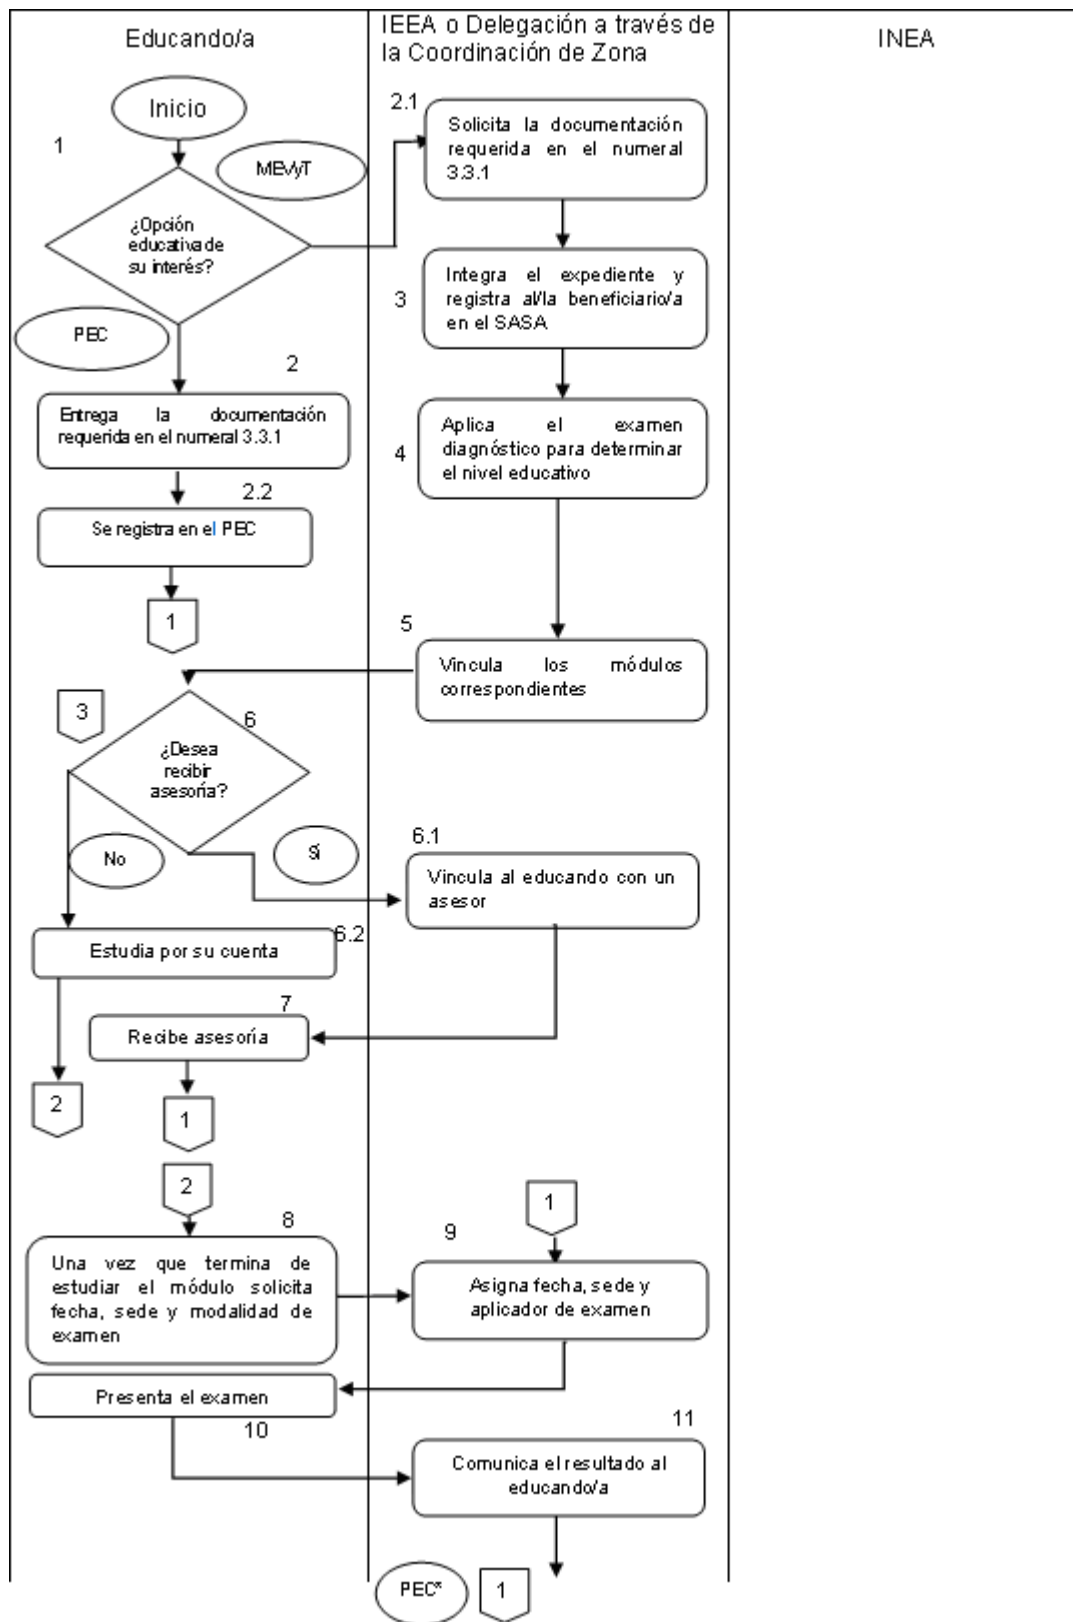 Educando/a
IEEA o Delegación a través de
la Coordinación de Zona
INEA
Inicio
1
MEVyT
¿Opción
educativa de
su interés?
2.1
Solicita la documentación
requerida en el numeral
3.3.1
3
Integra el expediente y
registra al/la beneficiario/a
en el SASA
PEC
2
Entrega la documentación
requerida en el numeral 3.3.1
4
Aplica el examen
diagnóstico para determinar
el nivel educativo
2.2
Se registra en el PEC
1
5
Vincula los módulos
correspondientes
3
6
¿Desea
recibir
asesoría?
No
Sí
6.1
Vincula al educando con un
asesor
6.2
Estudia por su cuenta
7
Recibe asesoría
2
1
2
1
8
Una vez que termina de
estudiar el módulo solicita
fecha, sede y modalidad de
examen
9
Asigna fecha, sede y
aplicador de examen
Presenta el examen
10
11
Comunica el resultado al
educando/a
PEC*
1